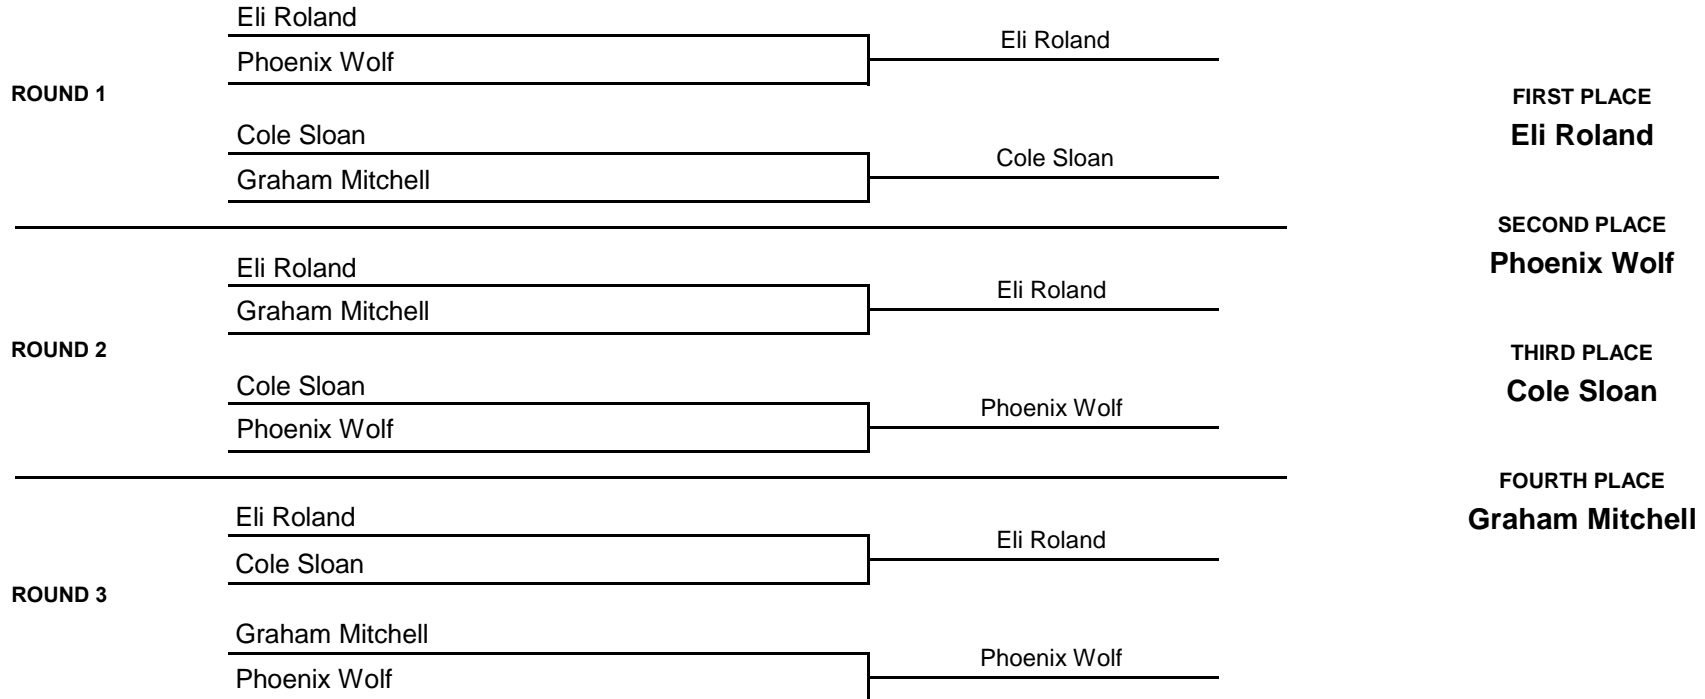 ROUND 1
Eli Roland
Phoenix Wolf
Eli Roland
Cole Sloan
Graham Mitchell
Cole Sloan
ROUND 2
Eli Roland
Graham Mitchell
Eli Roland
Cole Sloan
Phoenix Wolf
Phoenix Wolf
ROUND 3
Eli Roland
Cole Sloan
Eli Roland
Graham Mitchell
Phoenix Wolf
Phoenix Wolf
FIRST PLACE
Eli Roland
SECOND PLACE
Phoenix Wolf
THIRD PLACE
Cole Sloan
FOURTH PLACE
Graham Mitchell